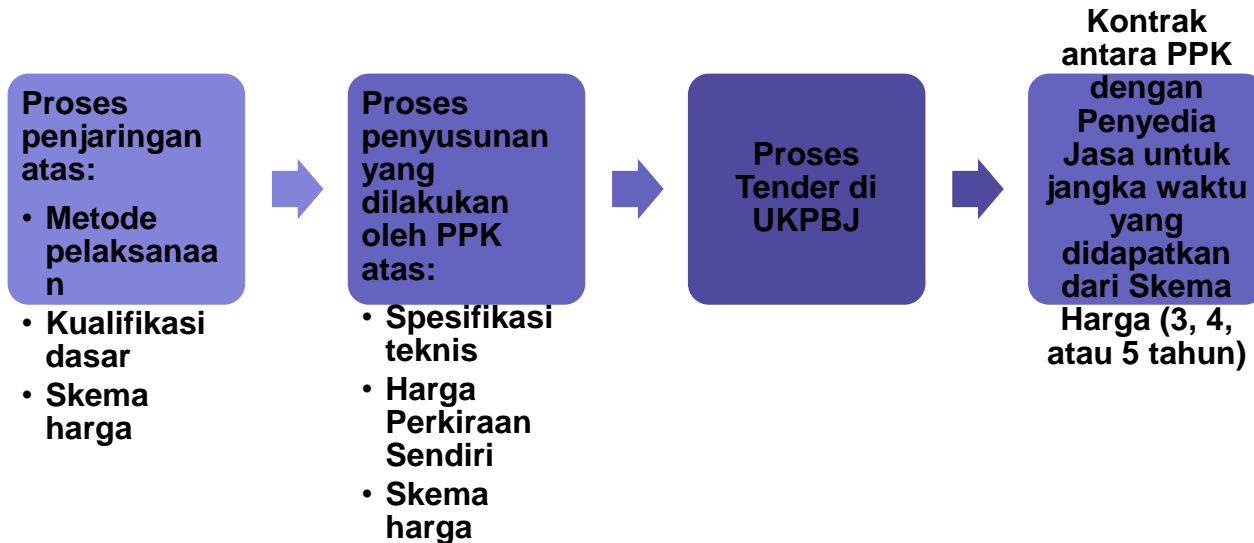 Proses
penjaringan
atas:
• Metode
pelaksanaa
n
• Kualifikasi
dasar
• Skema
harga
Proses
penyusunan
yang
dilakukan
oleh PPK
atas:
• Spesifikasi
teknis
• Harga
Perkiraan
Sendiri
• Skema
harga
Proses
Tender di
UKPBJ
Kontrak
antara PPK
dengan
Penyedia
Jasa untuk
jangka waktu
yang
didapatkan
dari Skema
Harga (3, 4,
atau 5 tahun)